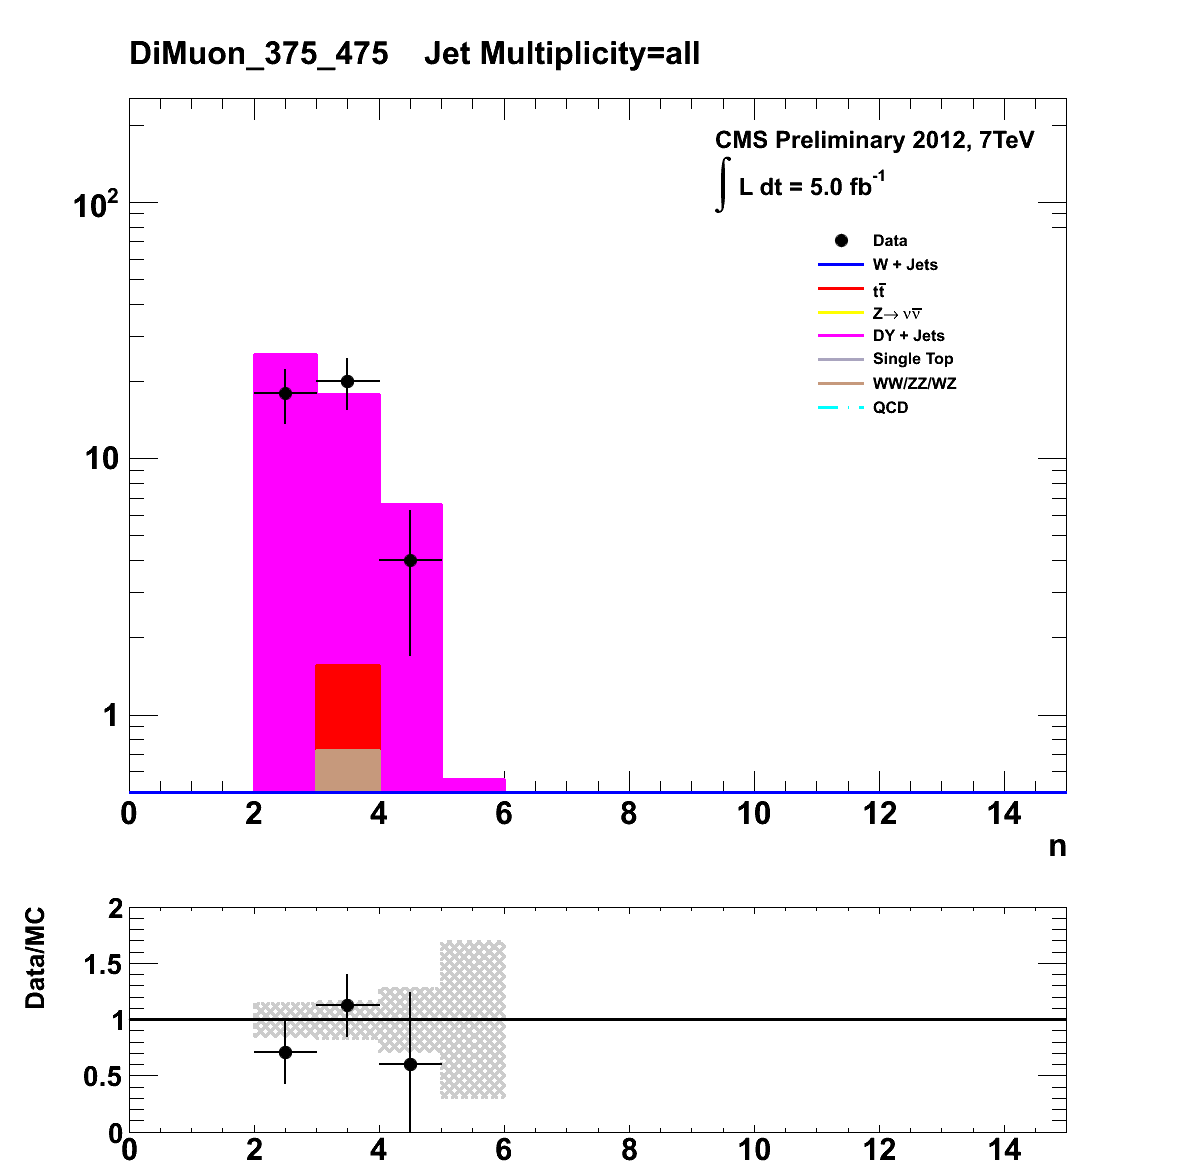 DiMuon_375_475    Jet Multiplicity=all
CMS Preliminary 2012, 7TeV
∫ L dt = 5.0 fb⁻¹
Data
W + Jets
tt̅
Z→ νν̅
DY + Jets
Single Top
WW/ZZ/WZ
QCD
10²
10
1
0 2 4 6 8 10 12 14
n
Data/MC
2
1.5
1
0.5
0
0 2 4 6 8 10 12 14